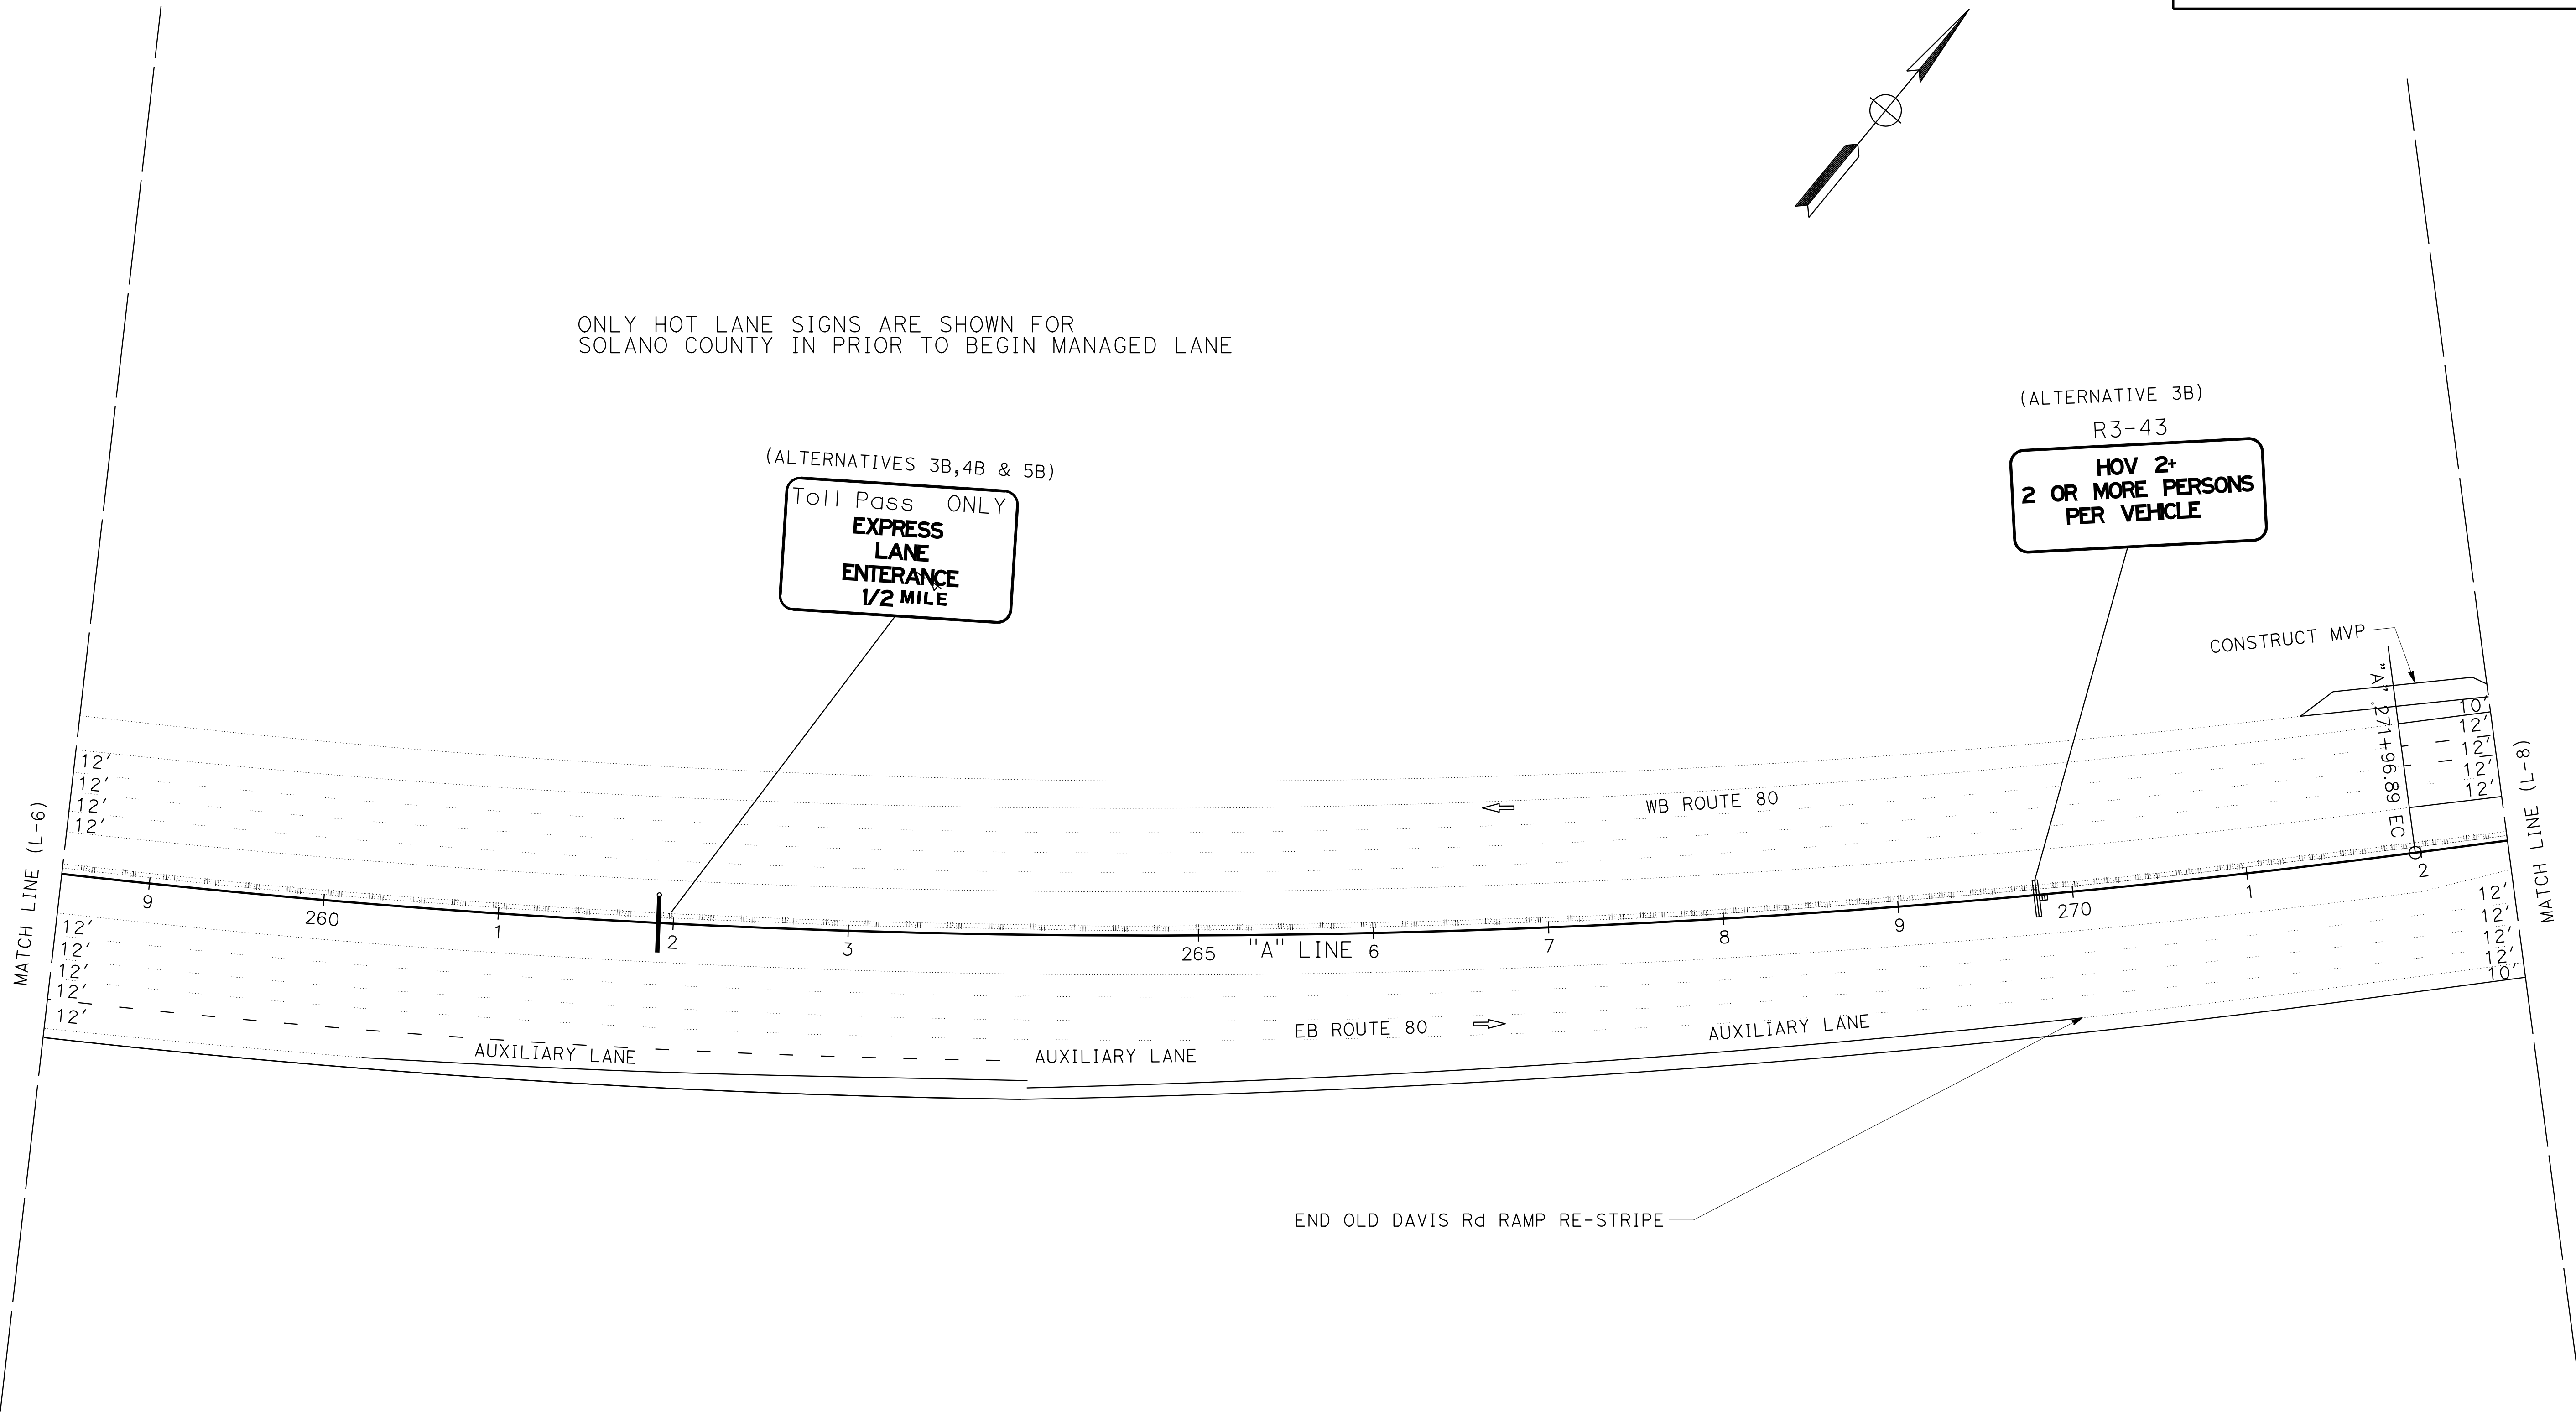 ONLY HOT LANE SIGNS ARE SHOWN FOR
SOLANO COUNTY IN PRIOR TO BEGIN MANAGED LANE
(ALTERNATIVES 3B,4B & 5B)
Toll Pass ONLY
EXPRESS
LANE
ENTERANCE
1/2 MILE
(ALTERNATIVE 3B)
R3-43
HOV 2+
2 OR MORE PERSONS
PER VEHICLE
CONSTRUCT MVP
"A" 271+96.89 EC
MATCH LINE (L-6)
MATCH LINE (L-8)
12'
12'
12'
12'
10'
12'
12'
12'
12'
WB ROUTE 80
9
260
1
2
3
265
"A" LINE
6
7
8
9
270
1
2
12'
12'
12'
12'
12'
12'
12'
12'
12'
10'
EB ROUTE 80
AUXILIARY LANE
AUXILIARY LANE
AUXILIARY LANE
END OLD DAVIS Rd RAMP RE-STRIPE